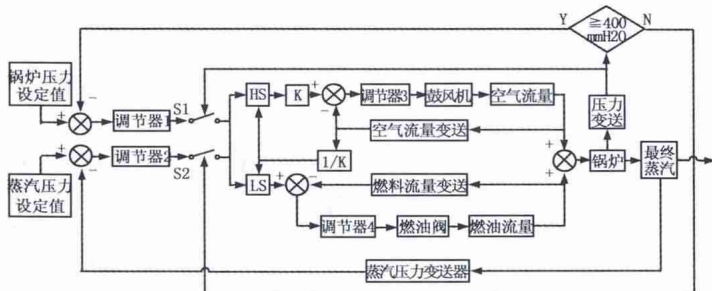 Y
≧400
mmH2O
N
锅炉压力
设定值
+
−
调节器1
S1
HS
K
+
−
调节器3
鼓风机
空气流量
压力
变送
空气流量变送
+
−
调节器2
S2
1/K
+
+
锅炉
最终
蒸汽
蒸汽压力
设定值
LS
+
−
燃料流量变送
调节器4
燃油阀
燃油流量
蒸汽压力变送器